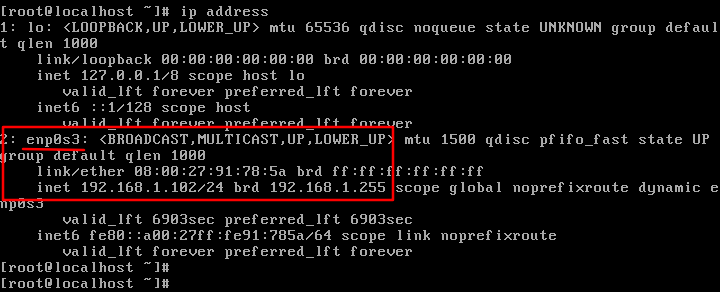 [root@localhost ~]# ip address
1: lo: <LOOPBACK,UP,LOWER_UP> mtu 65536 qdisc noqueue state UNKNOWN group defaul
t qlen 1000
    link/loopback 00:00:00:00:00:00 brd 00:00:00:00:00:00
    inet 127.0.0.1/8 scope host lo
       valid_lft forever preferred_lft forever
    inet6 ::1/128 scope host
       valid_lft forever preferred_lft forever
2: enp0s3: <BROADCAST,MULTICAST,UP,LOWER_UP> mtu 1500 qdisc pfifo_fast state UP
group default qlen 1000
    link/ether 08:00:27:91:78:5a brd ff:ff:ff:ff:ff:ff
    inet 192.168.1.102/24 brd 192.168.1.255 scope global noprefixroute dynamic e
np0s3
       valid_lft 6903sec preferred_lft 6903sec
    inet6 fe80::a00:27ff:fe91:785a/64 scope link noprefixroute
       valid_lft forever preferred_lft forever
[root@localhost ~]#
[root@localhost ~]#